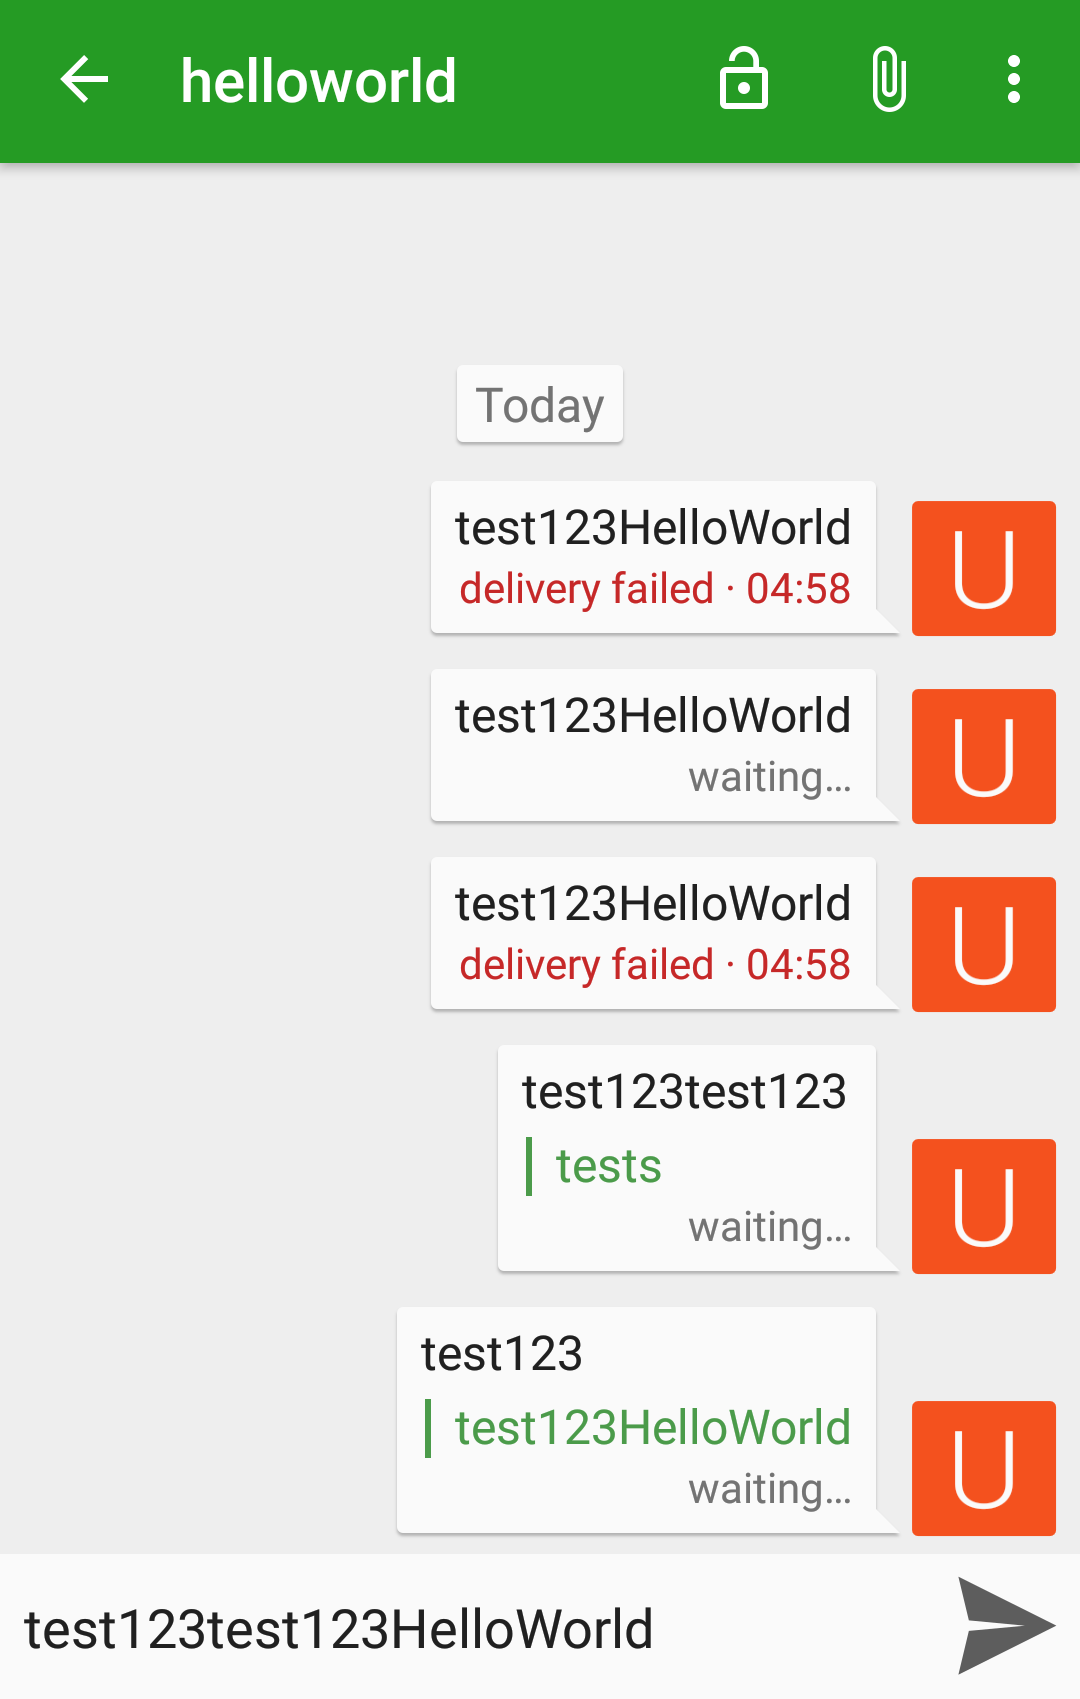 helloworld
Today
test123HelloWorld
delivery failed · 04:58
U
test123HelloWorld
waiting…
U
test123HelloWorld
delivery failed · 04:58
U
test123test123
tests
waiting…
U
test123
test123HelloWorld
waiting…
U
test123test123HelloWorld